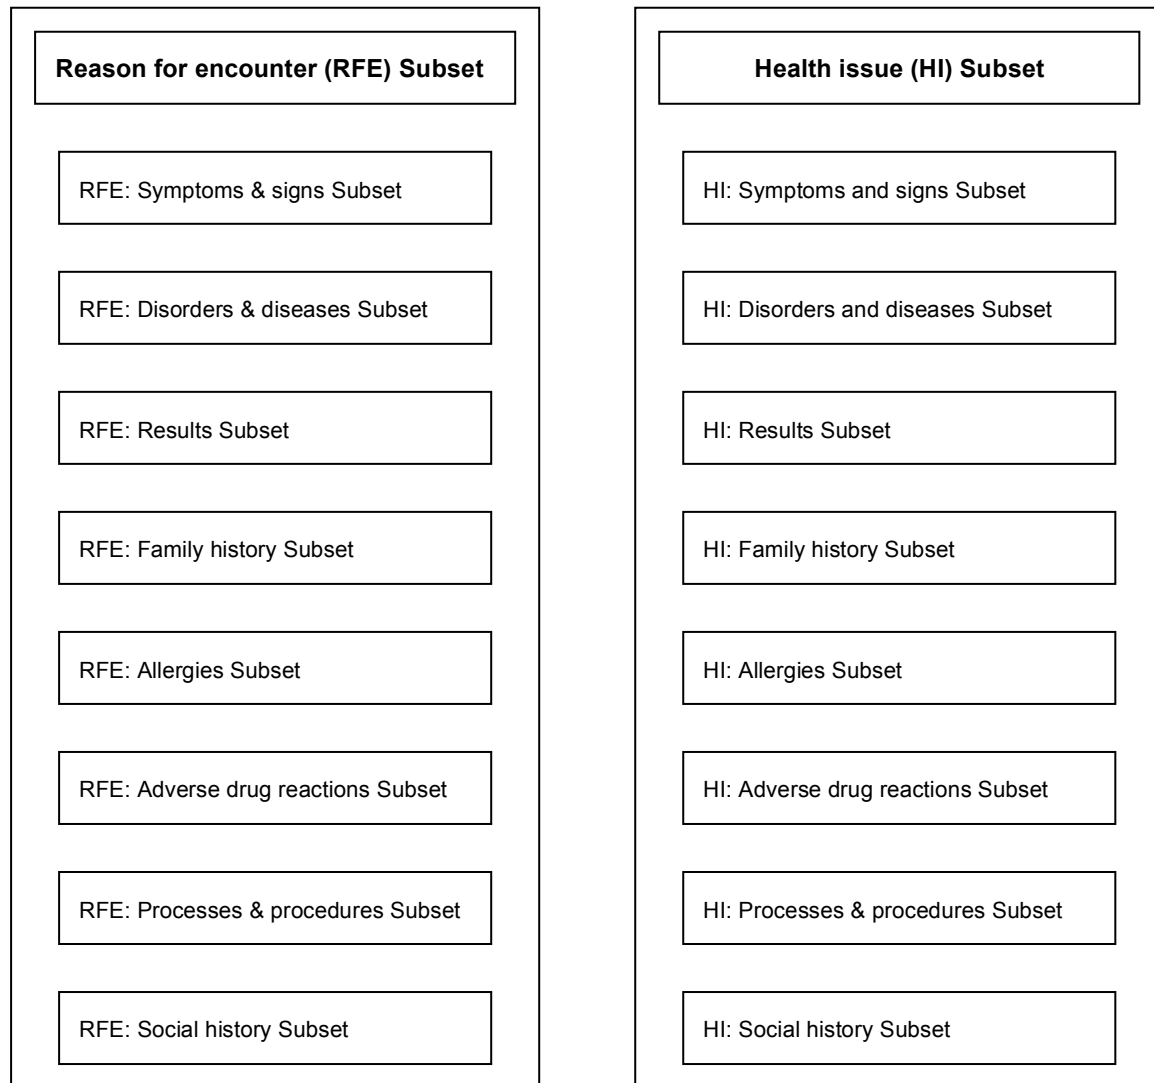 Reason for encounter (RFE) Subset
RFE: Symptoms & signs Subset
RFE: Disorders & diseases Subset
RFE: Results Subset
RFE: Family history Subset
RFE: Allergies Subset
RFE: Adverse drug reactions Subset
RFE: Processes & procedures Subset
RFE: Social history Subset
Health issue (HI) Subset
HI: Symptoms and signs Subset
HI: Disorders and diseases Subset
HI: Results Subset
HI: Family history Subset
HI: Allergies Subset
HI: Adverse drug reactions Subset
HI: Processes & procedures Subset
HI: Social history Subset